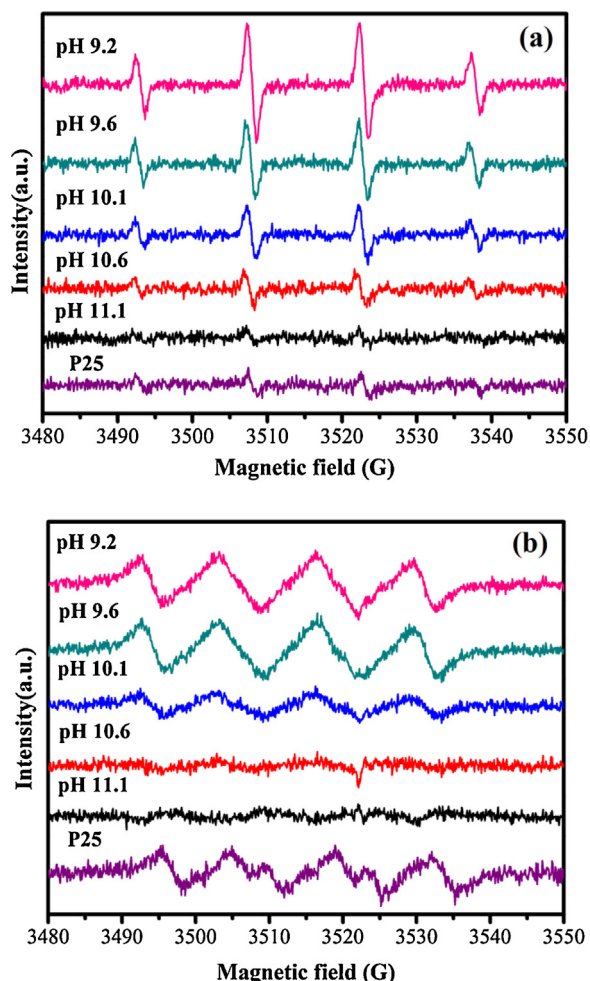 (a)
pH 9.2
pH 9.6
pH 10.1
pH 10.6
pH 11.1
P25
Intensity(a.u.)
3480 3490 3500 3510 3520 3530 3540 3550
Magnetic field (G)
(b)
pH 9.2
pH 9.6
pH 10.1
pH 10.6
pH 11.1
P25
Intensity(a.u.)
3480 3490 3500 3510 3520 3530 3540 3550
Magnetic field (G)